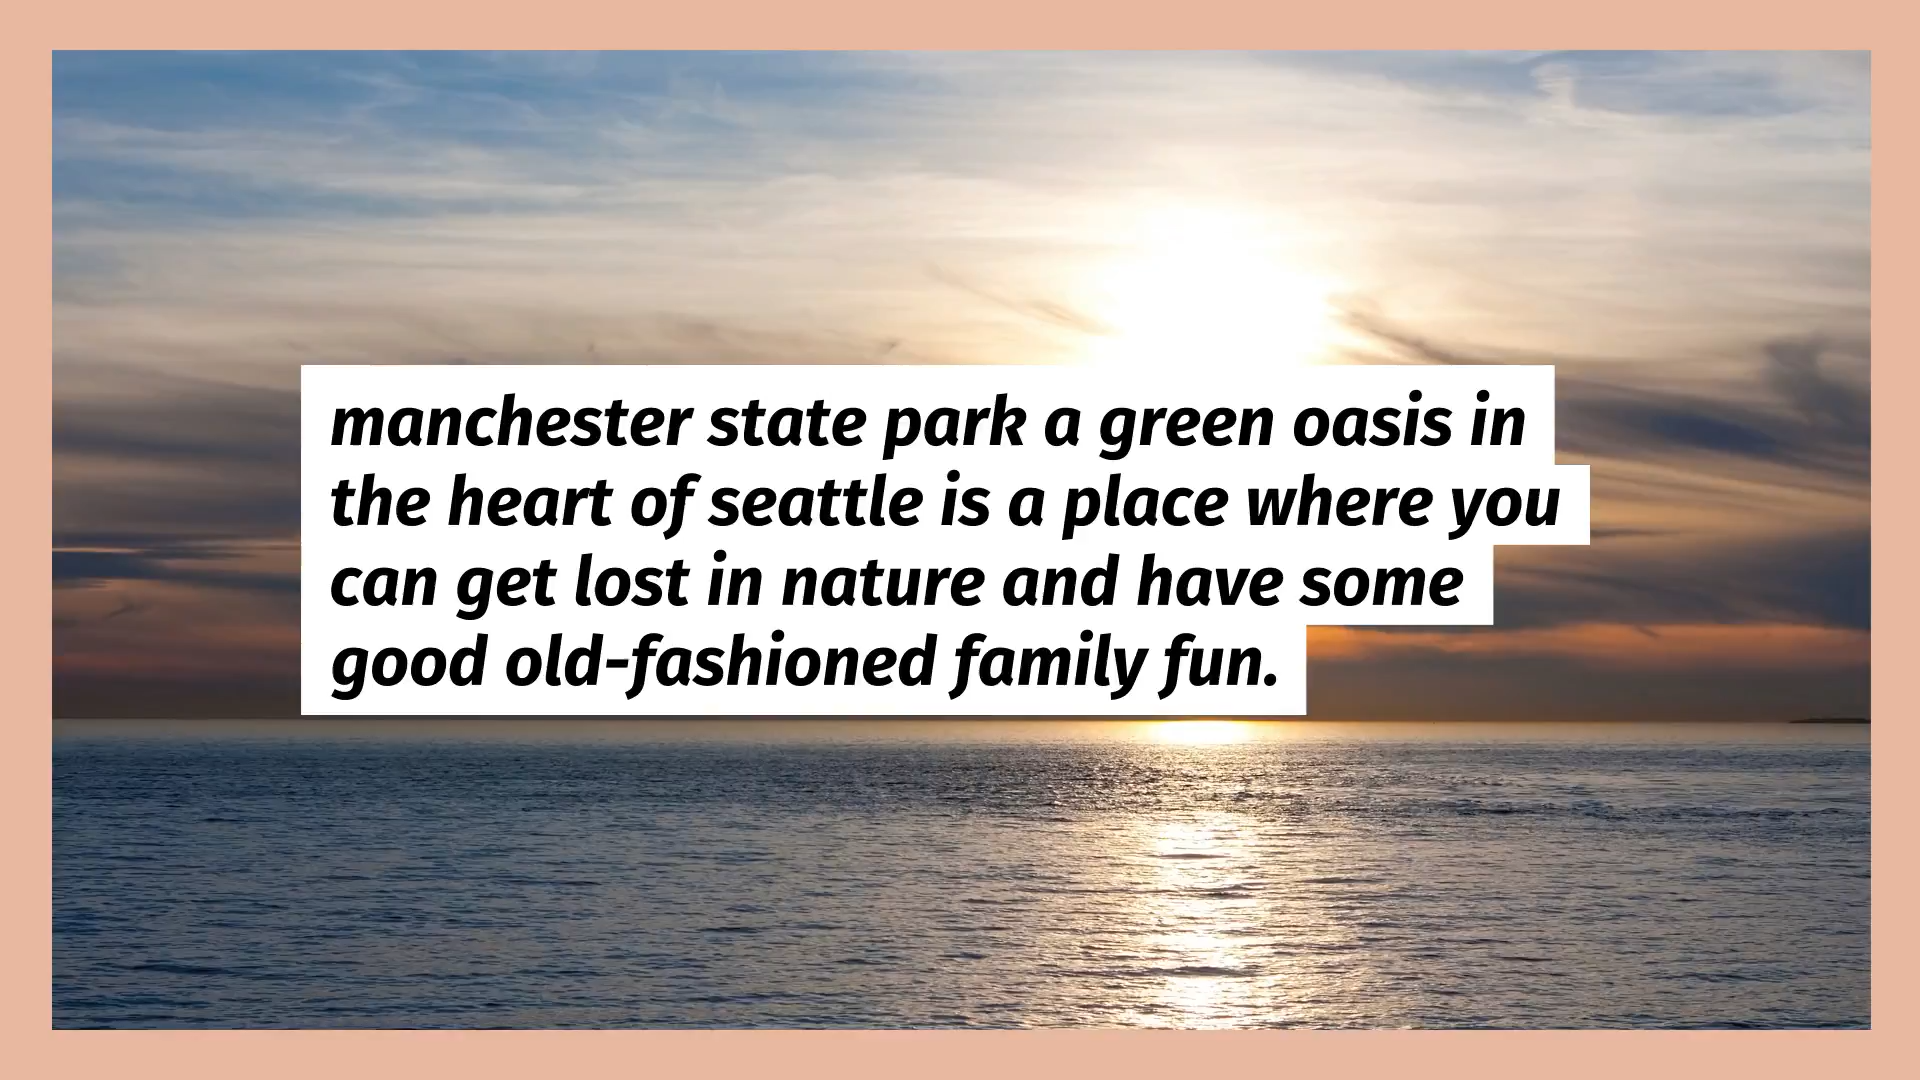 manchester state park a green oasis in
the heart of seattle is a place where you
can get lost in nature and have some
good old-fashioned family fun.